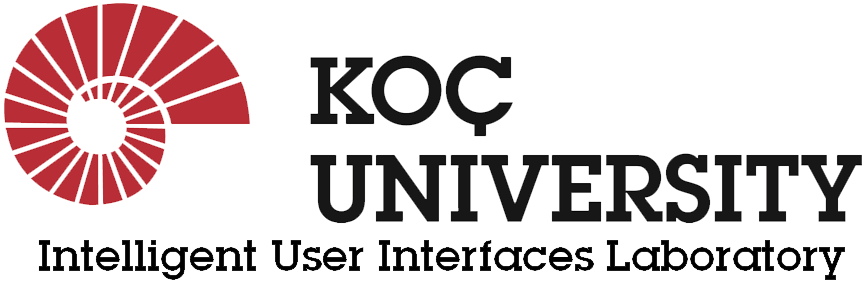 KOÇ
UNIVERSITY
Intelligent User Interfaces Laboratory